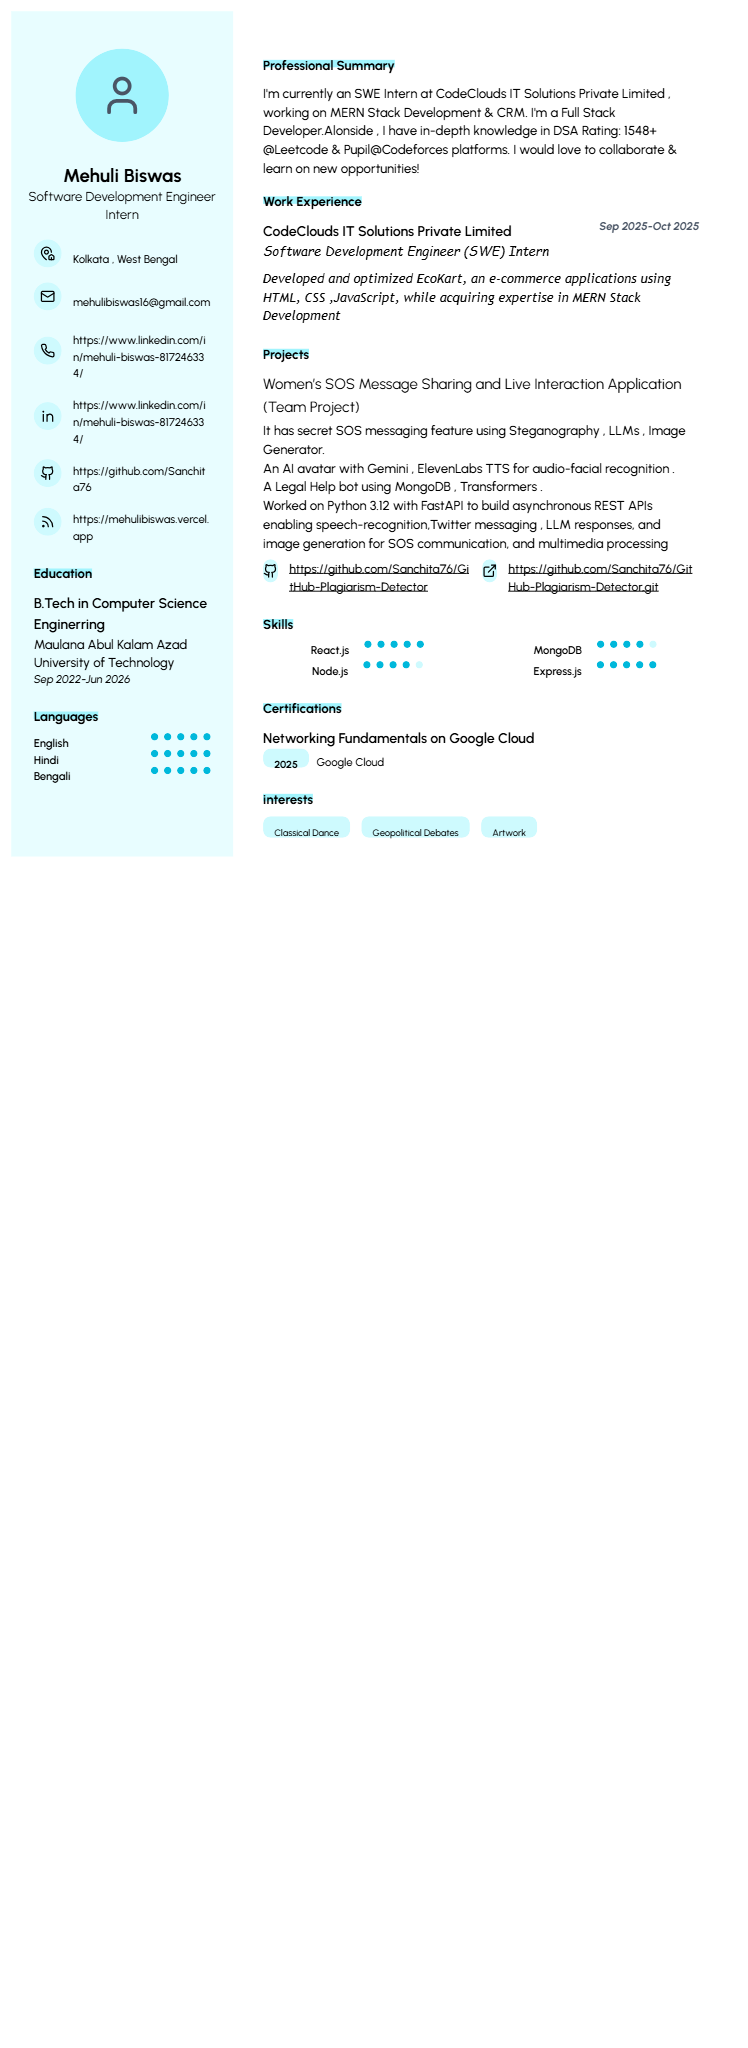 Mehuli Biswas
Software Development Engineer
Intern
Kolkata , West Bengal
mehulibiswas16@gmail.com
https://www.linkedin.com/i
n/mehuli-biswas-81724633
4/
https://www.linkedin.com/i
n/mehuli-biswas-81724633
4/
https://github.com/Sanchit
a76
https://mehulibiswas.vercel.
app
Education
B.Tech in Computer Science
Enginerring
Maulana Abul Kalam Azad
University of Technology
Sep 2022-Jun 2026
Languages
English
Hindi
Bengali
Professional Summary
I'm currently an SWE Intern at CodeClouds IT Solutions Private Limited ,
working on MERN Stack Development & CRM. I'm a Full Stack
Developer.Alonside , I have in-depth knowledge in DSA Rating: 1548+
@Leetcode & Pupil@Codeforces platforms. I would love to collaborate &
learn on new opportunities!
Work Experience
CodeClouds IT Solutions Private Limited
Sep 2025-Oct 2025
Software Development Engineer (SWE) Intern
Developed and optimized EcoKart, an e-commerce applications using
HTML, CSS ,JavaScript, while acquiring expertise in MERN Stack
Development
Projects
Women's SOS Message Sharing and Live Interaction Application
(Team Project)
It has secret SOS messaging feature using Steganography , LLMs , Image
Generator.
An AI avatar with Gemini , ElevenLabs TTS for audio-facial recognition .
A Legal Help bot using MongoDB , Transformers .
Worked on Python 3.12 with FastAPI to build asynchronous REST APIs
enabling speech-recognition,Twitter messaging , LLM responses, and
image generation for SOS communication, and multimedia processing
https://github.com/Sanchita76/Gi
tHub-Plagiarism-Detector
https://github.com/Sanchita76/Git
Hub-Plagiarism-Detector.git
Skills
React.js
MongoDB
Node.js
Express.js
Certifications
Networking Fundamentals on Google Cloud
2025 Google Cloud
interests
Classical Dance
Geopolitical Debates
Artwork